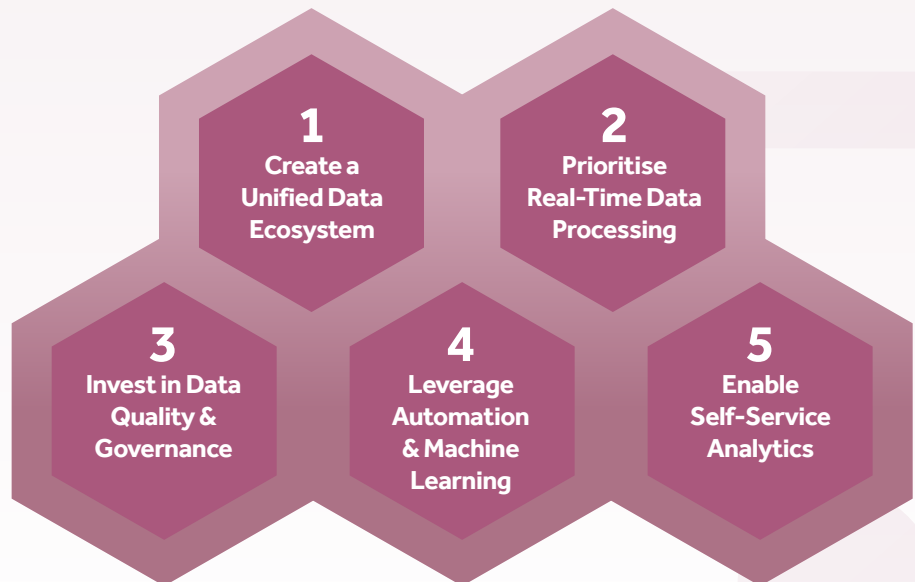 1
Create a
Unified Data
Ecosystem
2
Prioritise
Real-Time Data
Processing
3
Invest in Data
Quality &
Governance
4
Leverage
Automation
& Machine
Learning
5
Enable
Self-Service
Analytics